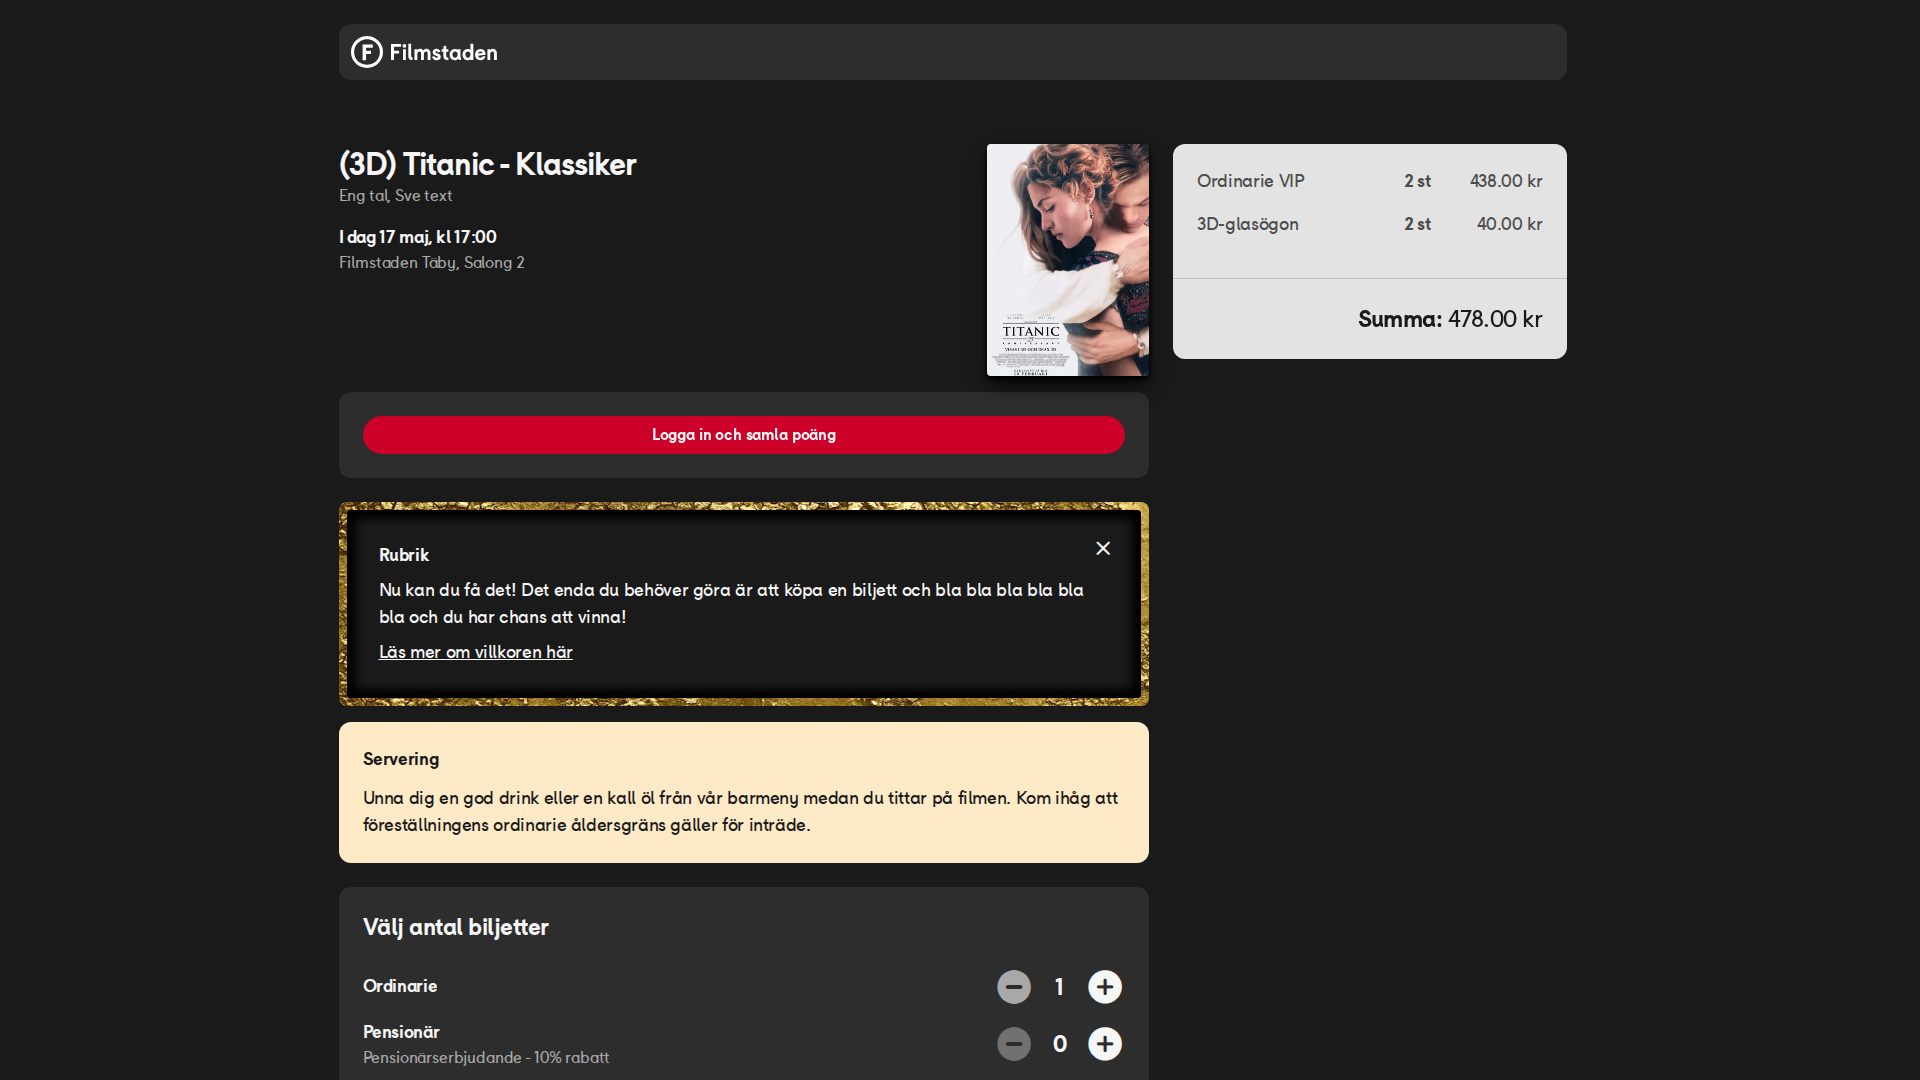 F Filmstaden
(3D) Titanic - Klassiker
Eng tal, Sve text
I dag 17 maj, kl 17:00
Filmstaden Täby, Salong 2
TITANIC
25
ANNIVERSARY
Ordinarie VIP 2 st 438.00 kr
3D-glasögon 2 st 40.00 kr
Summa: 478.00 kr
Logga in och samla poäng
Rubrik
Nu kan du få det! Det enda du behöver göra är att köpa en biljett och bla bla bla bla bla
bla och du har chans att vinna!
Läs mer om villkoren här
Servering
Unna dig en god drink eller en kall öl från vår barmeny medan du tittar på filmen. Kom ihåg att
föreställningens ordinarie åldersgräns gäller för inträde.
Välj antal biljetter
Ordinarie 1
Pensionär 0
Pensionärserbjudande - 10% rabatt